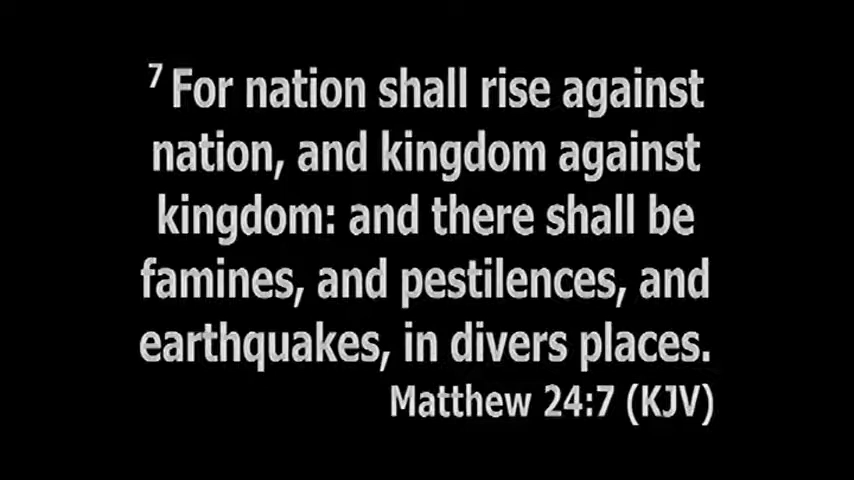 7 For nation shall rise against
nation, and kingdom against
kingdom: and there shall be
famines, and pestilences, and
earthquakes, in divers places.
Matthew 24:7 (KJV)